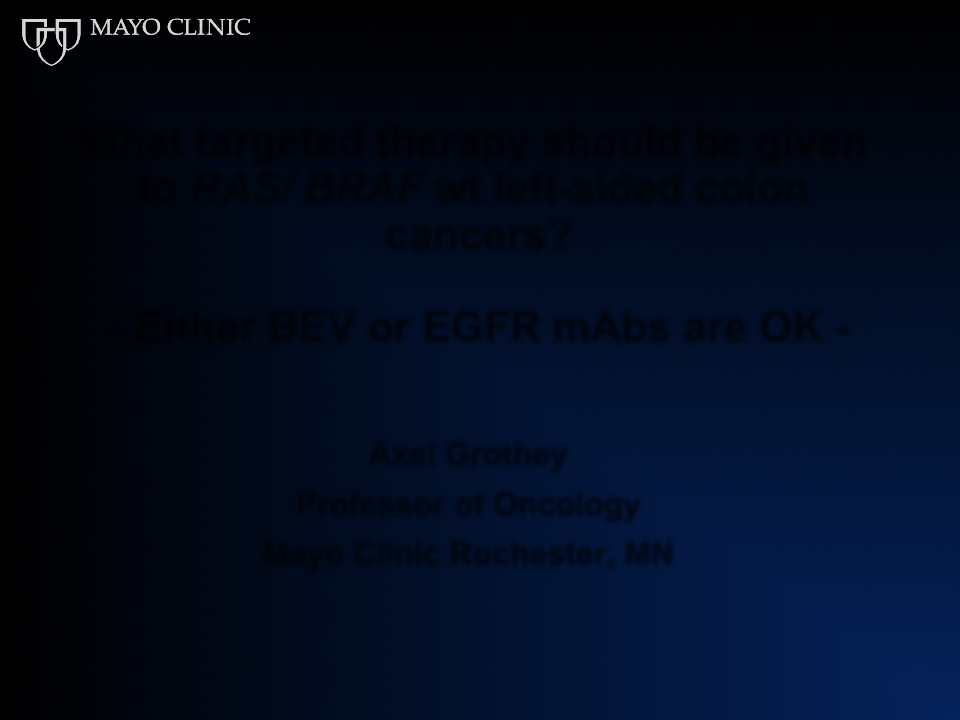 MAYO CLINIC
What targeted therapy should be given
to RAS/ BRAF wt left-sided colon
cancers?
- Either BEV or EGFR mAbs are OK -
Axel Grothey
Professor of Oncology
Mayo Clinic Rochester, MN